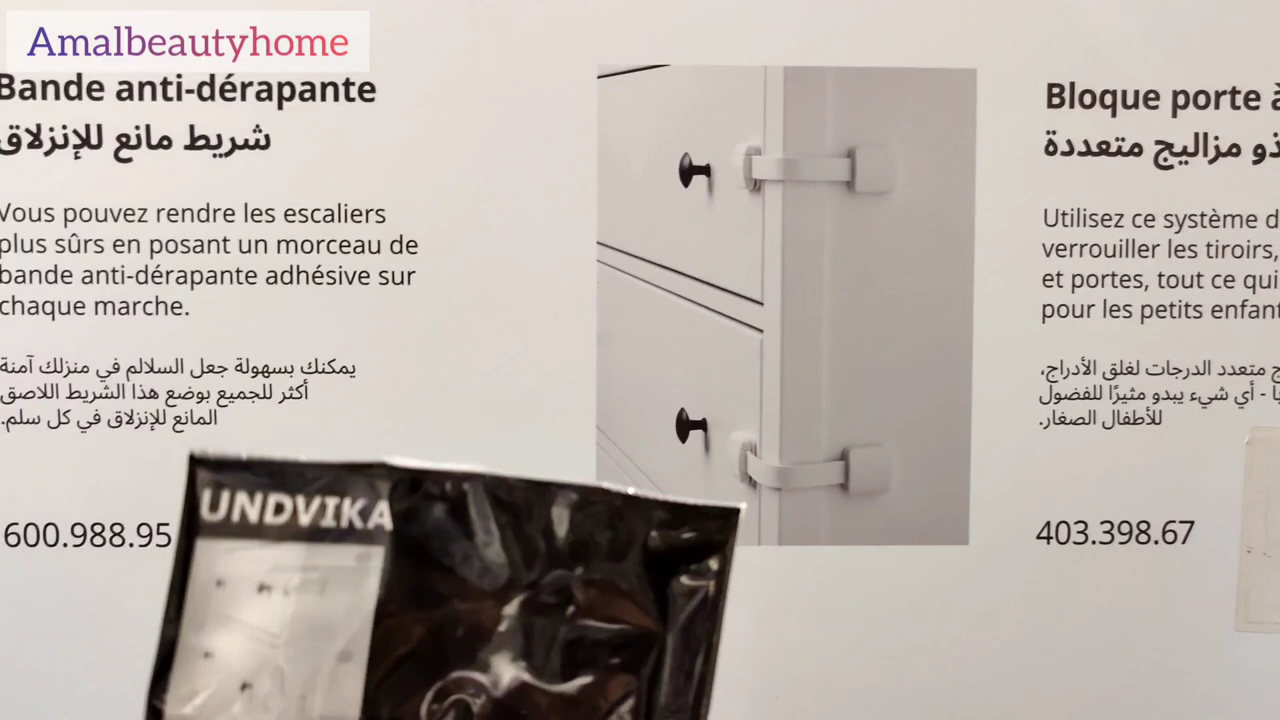 Amalbeautyhome
Bande anti-dérapante
شريط مانع للإنزلاق
Vous pouvez rendre les escaliers
plus sûrs en posant un morceau de
bande anti-dérapante adhésive sur
chaque marche.
يمكنك بسهولة جعل السلالم في منزلك آمنة
أكثر للجميع بوضع هذا الشريط اللاصق
المانع للإنزلاق في كل سلم.
600.988.95
UNDVIKA
Bloque porte à
ذو مزاليج متعددة
Utilisez ce système d
verrouiller les tiroirs,
et portes, tout ce qui
pour les petits enfant
متعدد الدرجات لغلق الأدراج،
- أي شيء يبدو مثيرًا للفضول
للأطفال الصغار.
403.398.67